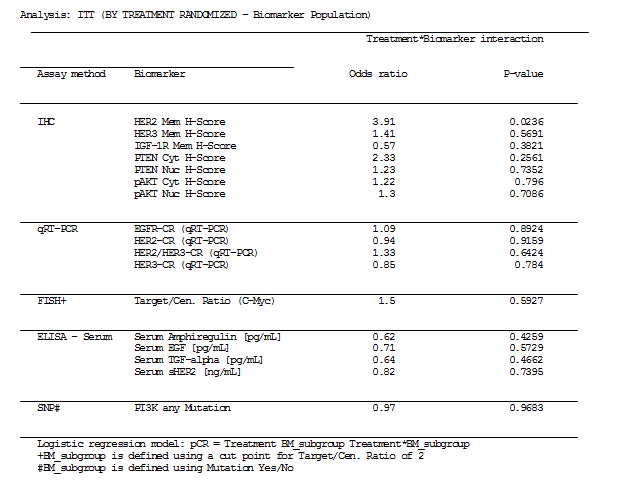 Analysis: ITT (BY TREATMENT RANDOMIZED - Biomarker Population)
Treatment*Biomarker interaction
Assay method Biomarker Odds ratio P-value
IHC HER2 Mem H-Score 3.91 0.0236
HER3 Mem H-Score 1.41 0.5691
IGF-1R Mem H-Score 0.57 0.3821
PTEN Cyt H-Score 2.33 0.2561
PTEN Nuc H-Score 1.23 0.7352
pAKT Cyt H-Score 1.22 0.796
pAKT Nuc H-Score 1.3 0.7086
qRT-PCR EGFR-CR (qRT-PCR) 1.09 0.8924
HER2-CR (qRT-PCR) 0.94 0.9159
HER2/HER3-CR (qRT-PCR) 1.33 0.6424
HER3-CR (qRT-PCR) 0.85 0.784
FISH+ Target/Cen. Ratio (C-Myc) 1.5 0.5927
ELISA - Serum Serum Amphiregulin [pg/mL] 0.62 0.4259
Serum EGF [pg/mL] 0.71 0.5729
Serum TGF-alpha [pg/mL] 0.64 0.4662
Serum sHER2 [ng/mL] 0.82 0.7395
SNP# PI3K any Mutation 0.97 0.9683
Logistic regression model: pCR = Treatment BM_subgroup Treatment*BM_subgroup
+BM_subgroup is defined using a cut point for Target/Cen. Ratio of 2
#BM_subgroup is defined using Mutation Yes/No